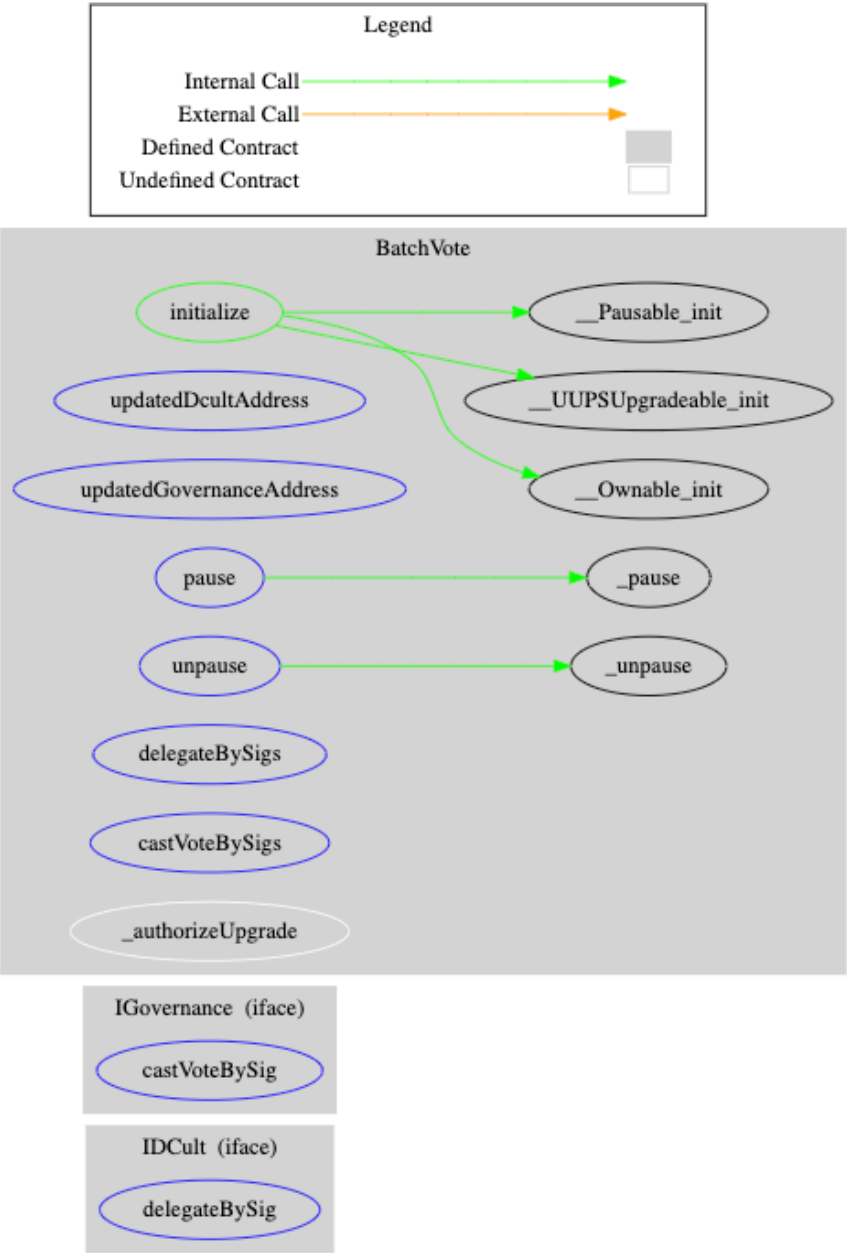 Legend
Internal Call
External Call
Defined Contract
Undefined Contract
BatchVote
initialize
__Pausable_init
updatedDcultAddress
__UUPSUpgradeable_init
updatedGovernanceAddress
__Ownable_init
pause
_pause
unpause
_unpause
delegateBySigs
castVoteBySigs
_authorizeUpgrade
IGovernance (iface)
castVoteBySig
IDCult (iface)
delegateBySig